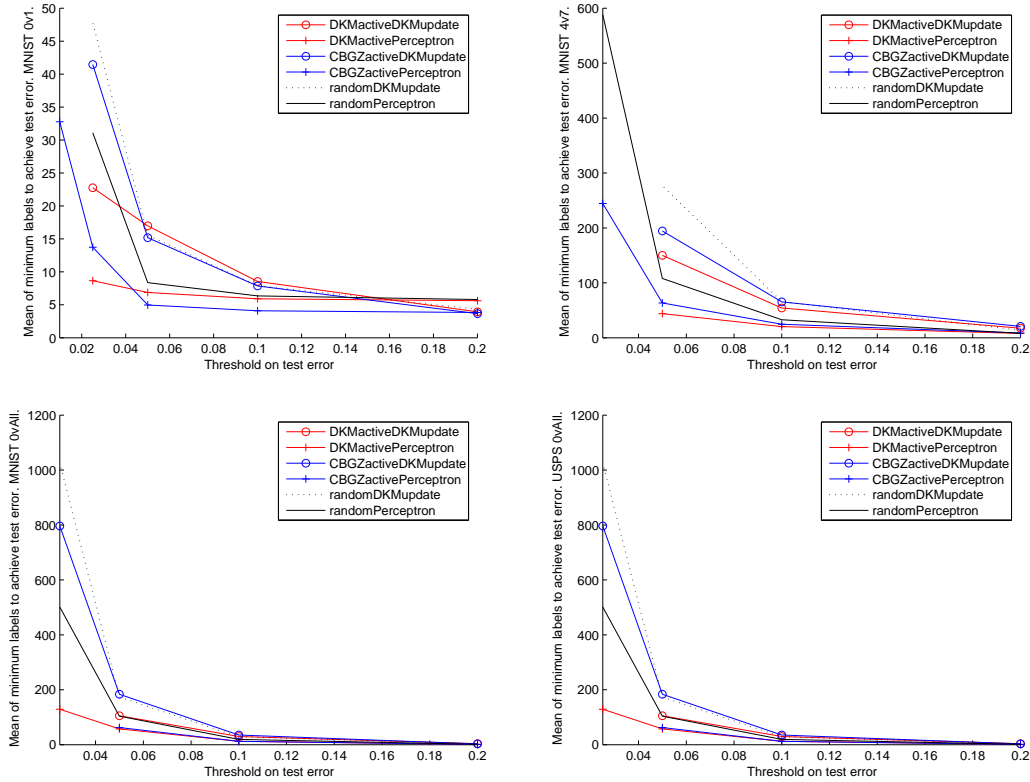 Mean of minimum labels to achieve test error. MNIST 0v1.
50
45
40
35
30
25
20
15
10
5
0
0.02 0.04 0.06 0.08 0.1 0.12 0.14 0.16 0.18 0.2
Threshold on test error
DKMactiveDKMupdate
DKMactivePerceptron
CBGZactiveDKMupdate
CBGZactivePerceptron
randomDKMupdate
randomPerceptron
Mean of minimum labels to achieve test error. MNIST 4v7.
600
500
400
300
200
100
0
0.04 0.06 0.08 0.1 0.12 0.14 0.16 0.18 0.2
Threshold on test error
DKMactiveDKMupdate
DKMactivePerceptron
CBGZactiveDKMupdate
CBGZactivePerceptron
randomDKMupdate
randomPerceptron
Mean of minimum labels to achieve test error. MNIST 0vAll.
1200
1000
800
600
400
200
0
0.04 0.06 0.08 0.1 0.12 0.14 0.16 0.18 0.2
Threshold on test error
DKMactiveDKMupdate
DKMactivePerceptron
CBGZactiveDKMupdate
CBGZactivePerceptron
randomDKMupdate
randomPerceptron
Mean of minimum labels to achieve test error. USPS 0vAll.
1200
1000
800
600
400
200
0
0.04 0.06 0.08 0.1 0.12 0.14 0.16 0.18 0.2
Threshold on test error
DKMactiveDKMupdate
DKMactivePerceptron
CBGZactiveDKMupdate
CBGZactivePerceptron
randomDKMupdate
randomPerceptron